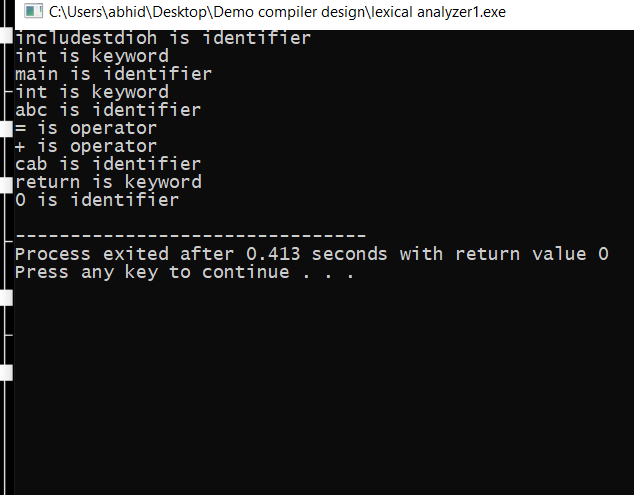 C:\Users\abhid\Desktop\Demo compiler design\lexical analyzer1.exe
includestdioh is identifier
int is keyword
main is identifier
int is keyword
abc is identifier
= is operator
+ is operator
cab is identifier
return is keyword
0 is identifier
--------------------------------
Process exited after 0.413 seconds with return value 0
Press any key to continue . . .